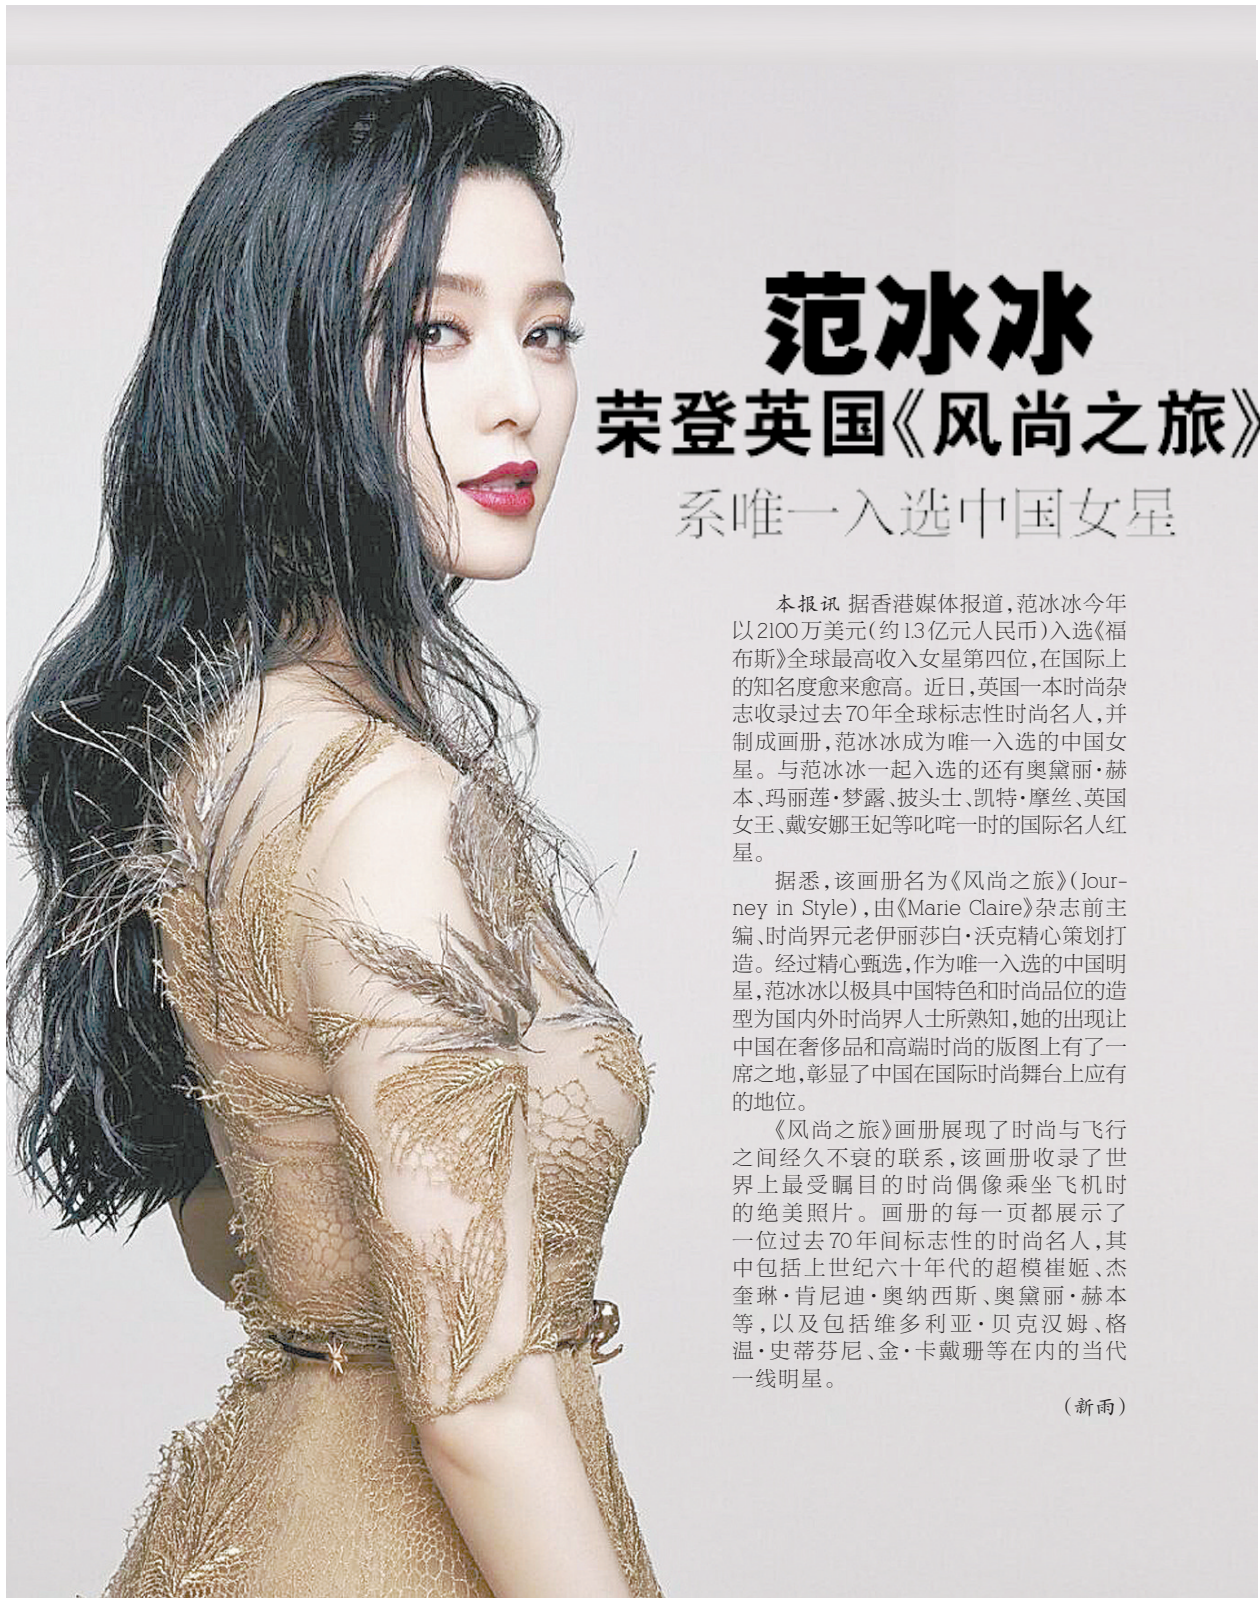 范冰冰
荣登英国《风尚之旅》
系唯一入选中国女星
本报讯 据香港媒体报道,范冰冰今年
以2100万美元(约1.3亿元人民币)入选《福
布斯》全球最高收入女星第四位,在国际上
的知名度愈来愈高。近日,英国一本时尚杂
志收录过去70年全球标志性时尚名人,并
制成画册,范冰冰成为唯一入选的中国女
星。与范冰冰一起入选的还有奥黛丽·赫
本、玛丽莲·梦露、披头士、凯特·摩丝、英国
女王、戴安娜王妃等叱咤一时的国际名人红
星。
据悉,该画册名为《风尚之旅》(Jour-
ney in Style),由《Marie Claire》杂志前主
编、时尚界元老伊丽莎白·沃克精心策划打
造。经过精心甄选,作为唯一入选的中国明
星,范冰冰以极具中国特色和时尚品位的造
型为国内外时尚界人士所熟知,她的出现让
中国在奢侈品和高端时尚的版图上有了一
席之地,彰显了中国在国际时尚舞台上应有
的地位。
《风尚之旅》画册展现了时尚与飞行
之间经久不衰的联系,该画册收录了世
界上最受瞩目的时尚偶像乘坐飞机时
的绝美照片。画册的每一页都展示了
一位过去70年间标志性的时尚名人,其
中包括上世纪六十年代的超模崔姬、杰
奎琳·肯尼迪·奥纳西斯、奥黛丽·赫本
等,以及包括维多利亚·贝克汉姆、格
温·史蒂芬尼、金·卡戴珊等在内的当代
一线明星。
(新雨)